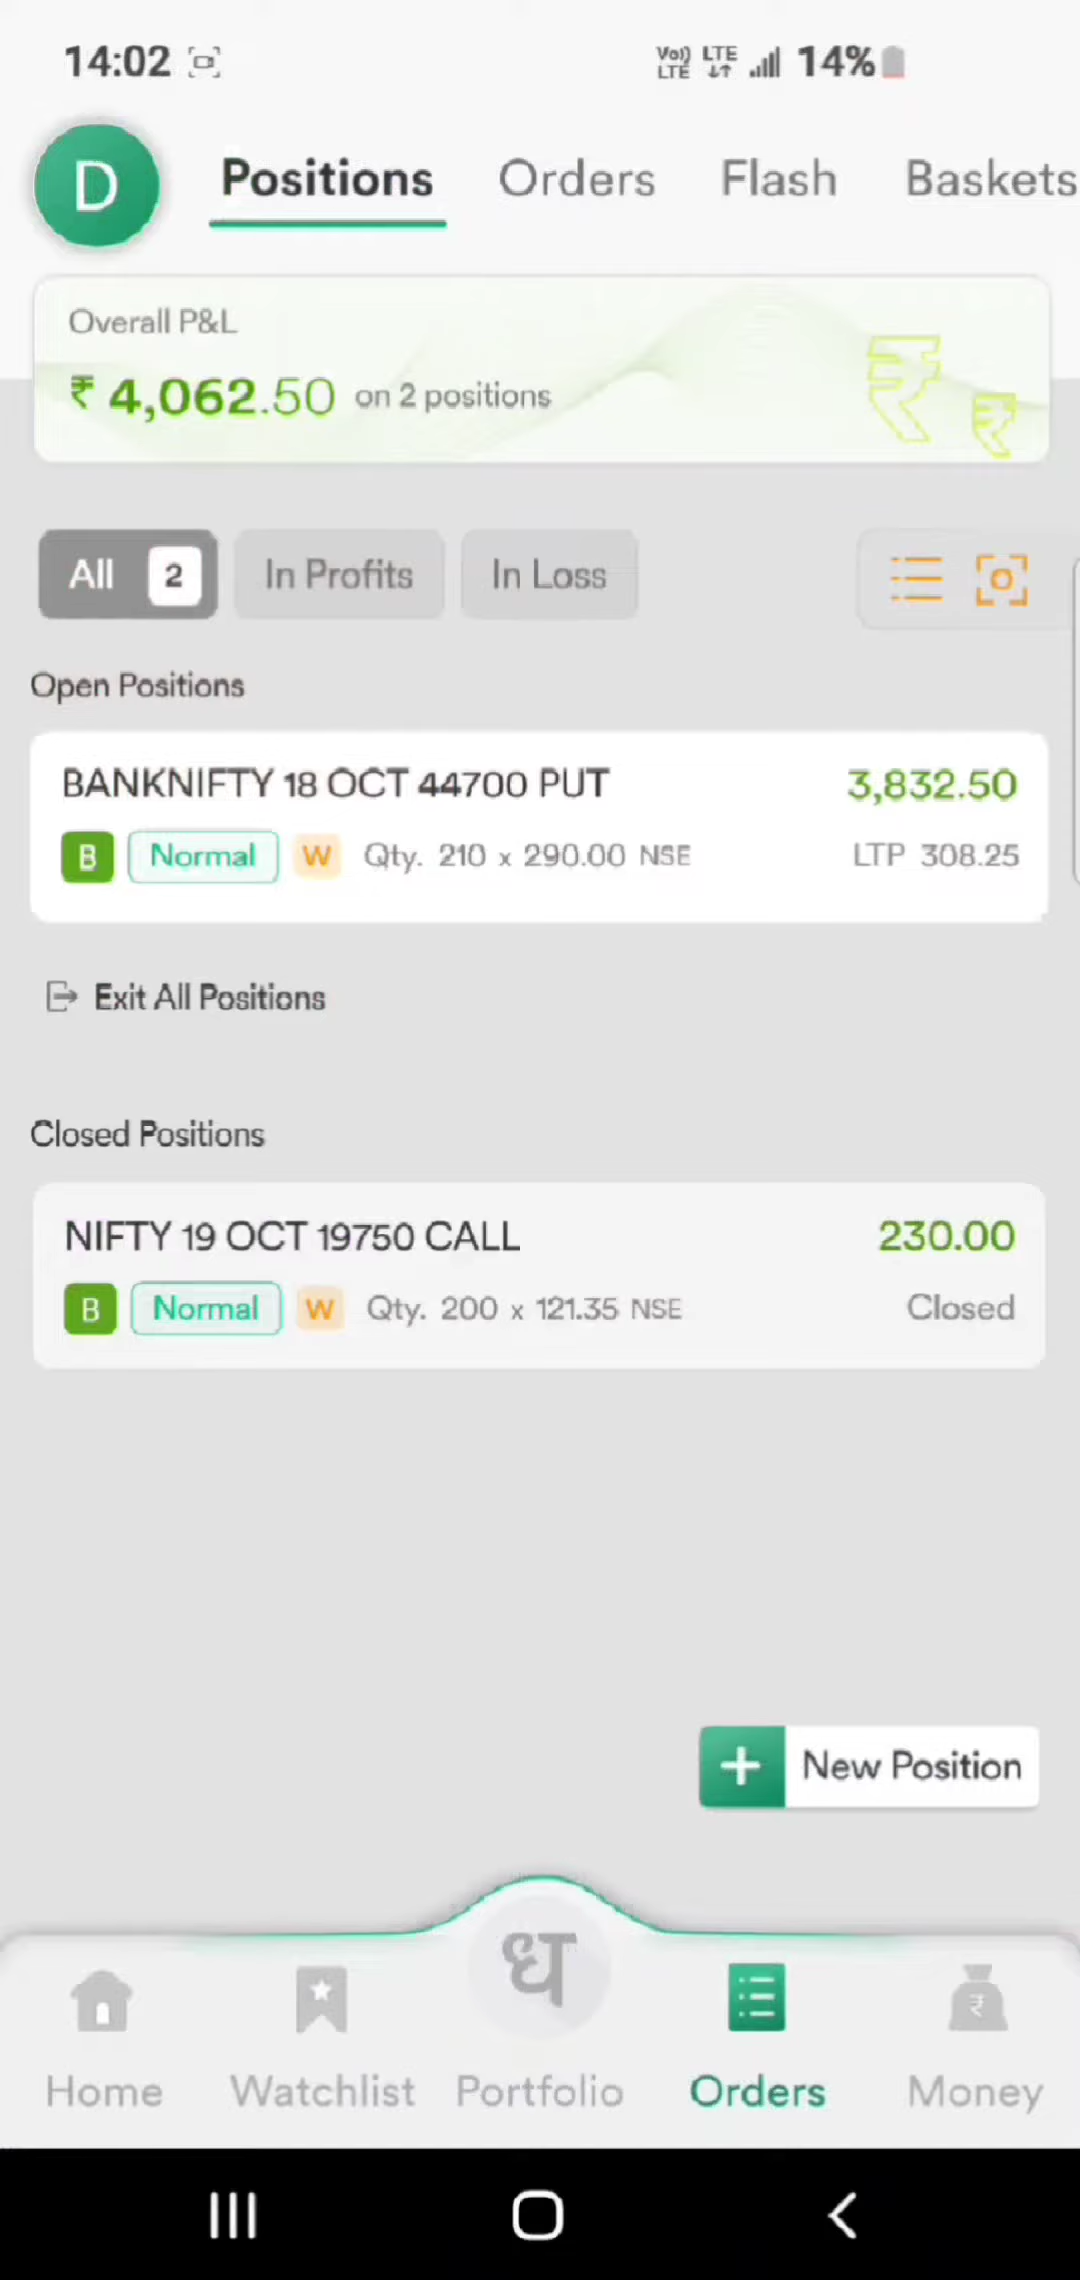 14:02 Vo)) LTE LTE 14%
D Positions Orders Flash Baskets
Overall P&L
₹ 4,062.50 on 2 positions
All 2 In Profits In Loss
Open Positions
BANKNIFTY 18 OCT 44700 PUT 3,832.50
B Normal W Qty. 210 x 290.00 NSE LTP 308.25
Exit All Positions
Closed Positions
NIFTY 19 OCT 19750 CALL 230.00
B Normal W Qty. 200 x 121.35 NSE Closed
+ New Position
ध
Home Watchlist Portfolio Orders Money